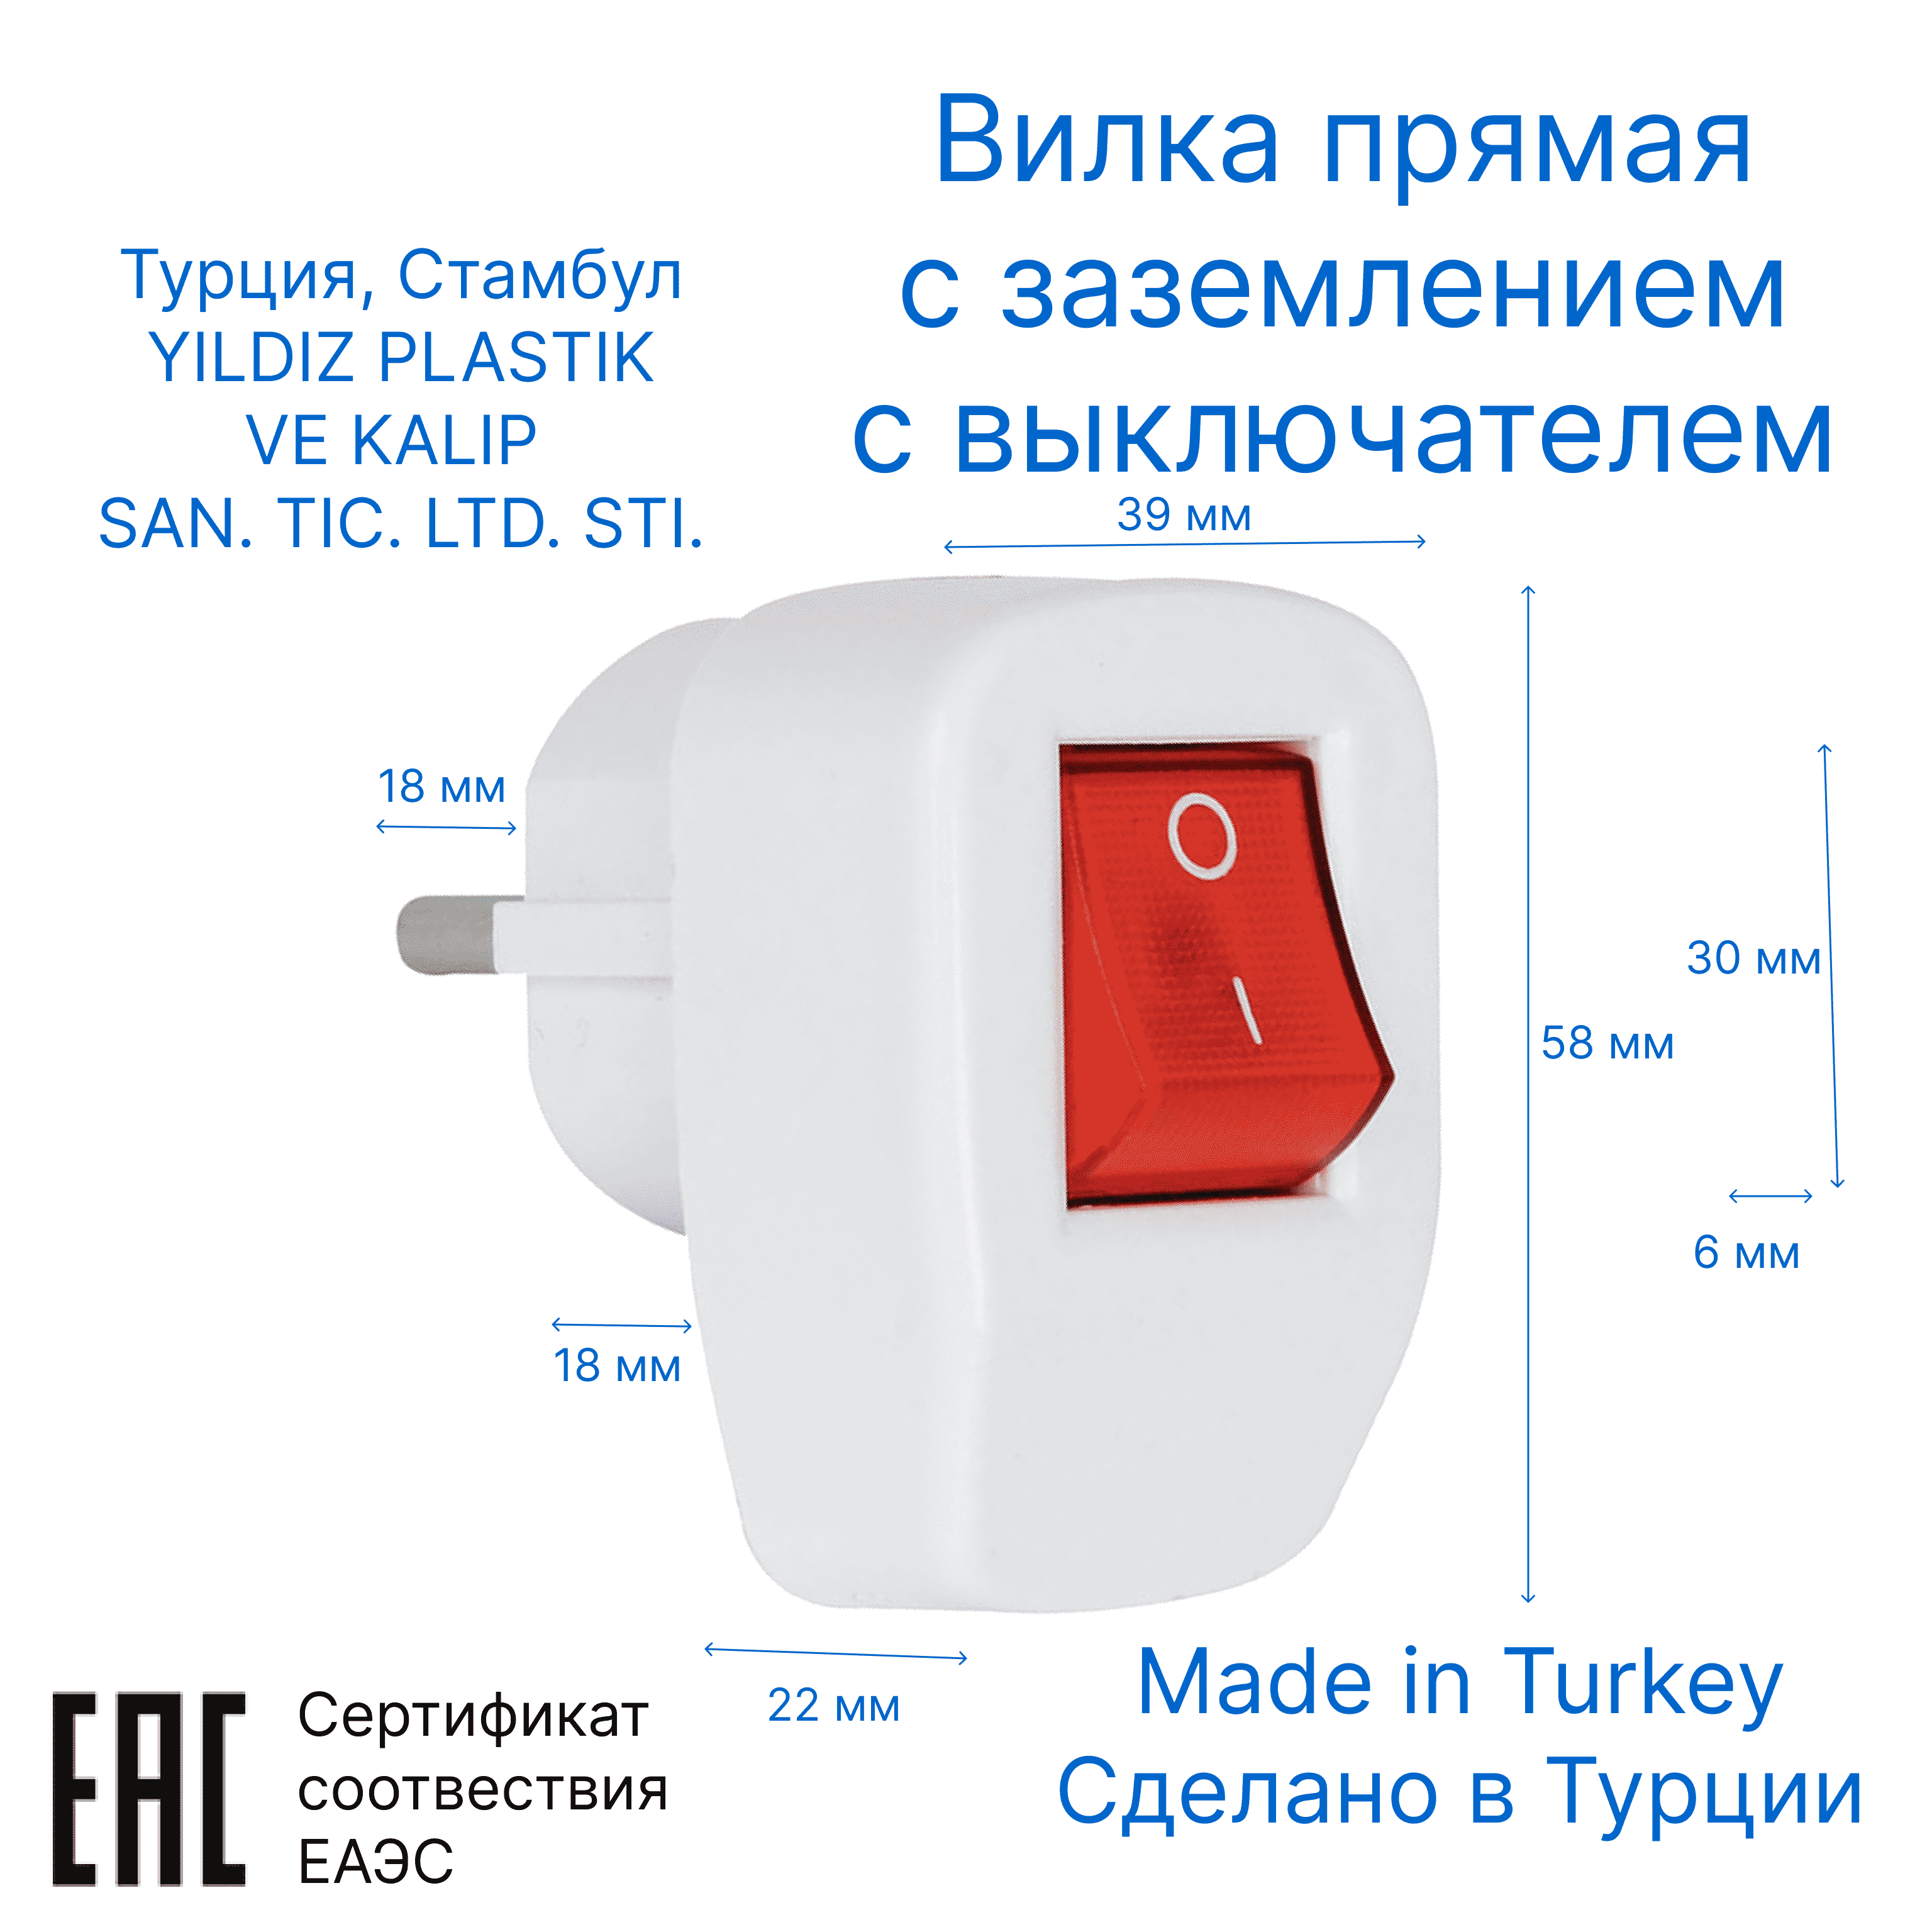 Вилка прямая
с заземлением
с выключателем
Турция, Стамбул
YILDIZ PLASTIK
VE KALIP
SAN. TIC. LTD. STI.
39 мм
18 мм
O
I
30 мм
58 мм
6 мм
18 мм
22 мм
Made in Turkey
Сделано в Турции
EAC
Сертификат
соотвествия
ЕАЭС